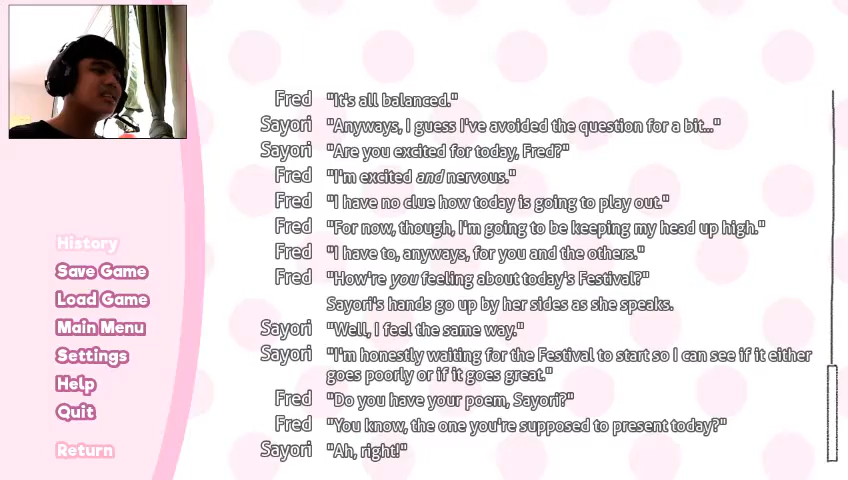 Fred "It's all balanced."
Sayori "Anyways, I guess I've avoided the question for a bit..."
Sayori "Are you excited for today, Fred?"
Fred "I'm excited and nervous."
Fred "I have no clue how today is going to play out."
Fred "For now, though, I'm going to be keeping my head up high."
Fred "I have to, anyways, for you and the others."
Fred "How're you feeling about today's Festival?"
Sayori's hands go up by her sides as she speaks.
Sayori "Well, I feel the same way."
Sayori "I'm honestly waiting for the Festival to start so I can see if it either
goes poorly or if it goes great."
Fred "Do you have your poem, Sayori?"
Fred "You know, the one you're supposed to present today?"
Sayori "Ah, right!"
History
Save Game
Load Game
Main Menu
Settings
Help
Quit
Return